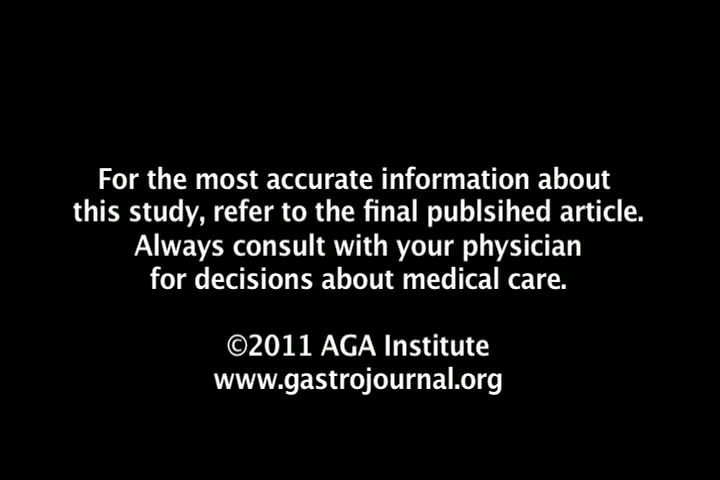 For the most accurate information about
this study, refer to the final publsihed article.
Always consult with your physician
for decisions about medical care.
©2011 AGA Institute
www.gastrojournal.org